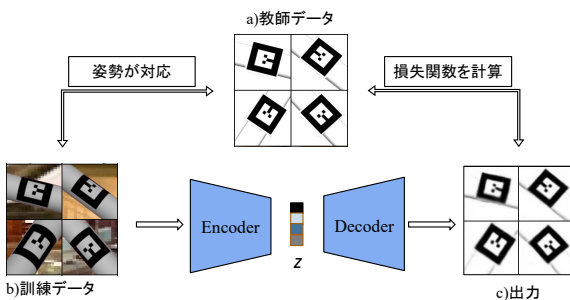 a)教師データ
姿勢が対応
損失関数を計算
Encoder
Decoder
z
b)訓練データ
c)出力